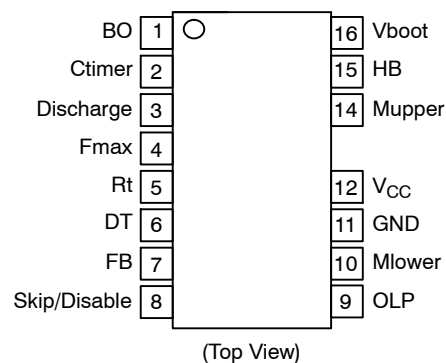 BO 1 16 Vboot
Ctimer 2 15 HB
Discharge 3 14 Mupper
Fmax 4
Rt 5 12 VCC
DT 6 11 GND
FB 7 10 Mlower
Skip/Disable 8 9 OLP
(Top View)